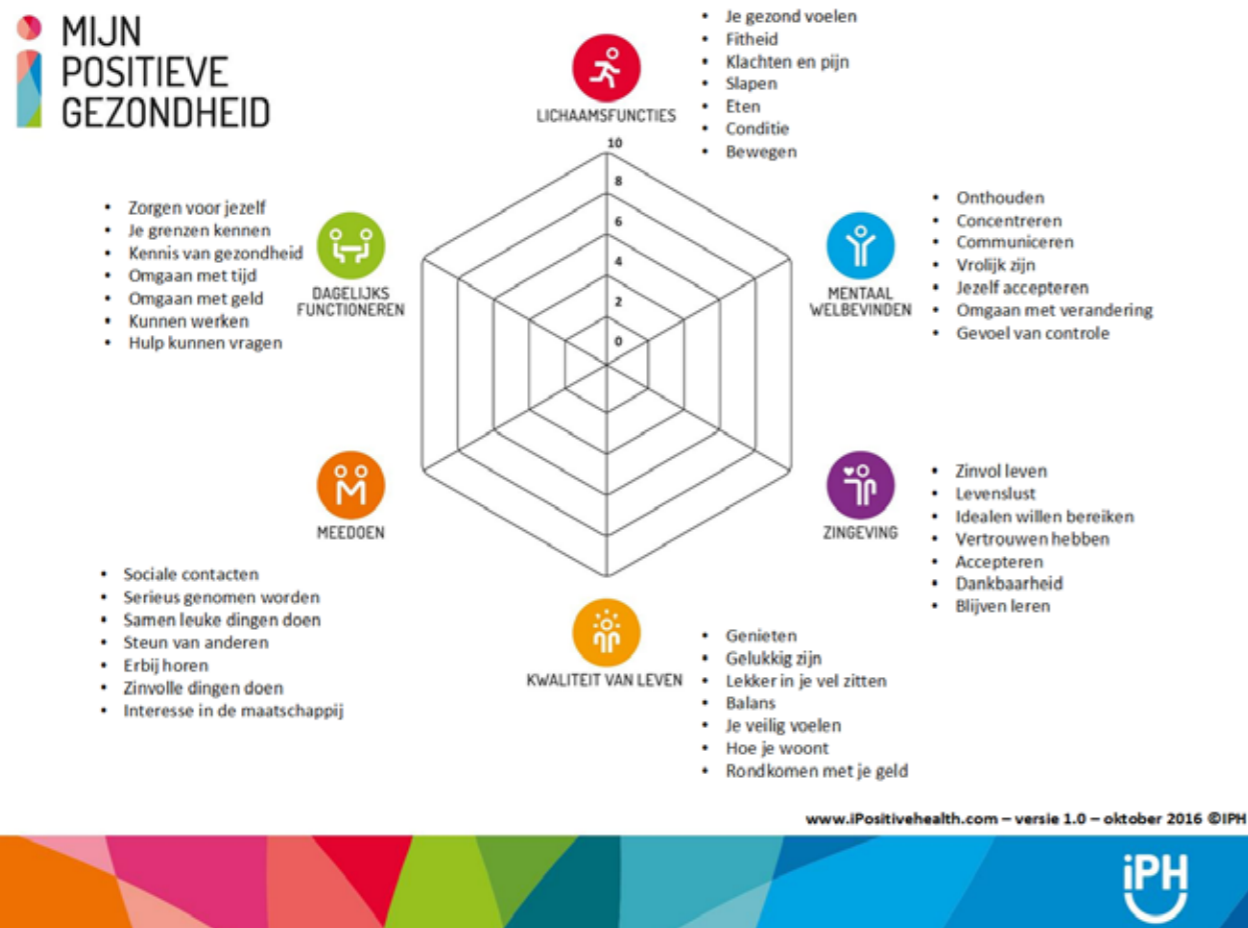 MIJN
POSITIEVE
GEZONDHEID
• Je gezond voelen
• Fitheid
• Klachten en pijn
• Slapen
• Eten
• Conditie
• Bewegen
LICHAAMSFUNCTIES
10
8
6
4
2
0
• Zorgen voor jezelf
• Je grenzen kennen
• Kennis van gezondheid
• Omgaan met tijd
• Omgaan met geld
• Kunnen werken
• Hulp kunnen vragen
DAGELIJKS
FUNCTIONEREN
MENTAAL
WELBEVINDEN
• Onthouden
• Concentreren
• Communiceren
• Vrolijk zijn
• Jezelf accepteren
• Omgaan met verandering
• Gevoel van controle
MEEDOEN
• Sociale contacten
• Serieus genomen worden
• Samen leuke dingen doen
• Steun van anderen
• Erbij horen
• Zinvolle dingen doen
• Interesse in de maatschappij
ZINGEVING
• Zinvol leven
• Levenslust
• Idealen willen bereiken
• Vertrouwen hebben
• Accepteren
• Dankbaarheid
• Blijven leren
KWALITEIT VAN LEVEN
• Genieten
• Gelukkig zijn
• Lekker in je vel zitten
• Balans
• Je veilig voelen
• Hoe je woont
• Rondkomen met je geld
www.iPositivehealth.com – versie 1.0 – oktober 2016 ©IPH
iPH